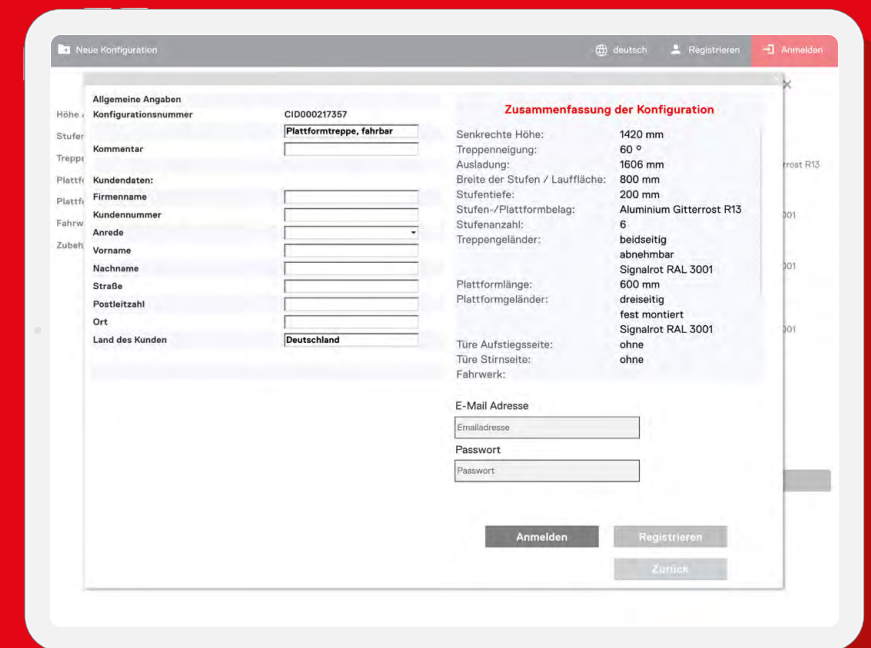 Neue Konfiguration
deutsch
Registrieren
Anmelden
Allgemeine Angaben
Konfigurationsnummer CID000217357
Plattformtreppe, fahrbar
Kommentar
Kundendaten:
Firmenname
Kundennummer
Anrede
Vorname
Nachname
Straße
Postleitzahl
Ort
Land des Kunden Deutschland
Zusammenfassung der Konfiguration
Senkrechte Höhe: 1420 mm
Treppenneigung: 60 °
Ausladung: 1606 mm
Breite der Stufen / Lauffläche: 800 mm
Stufentiefe: 200 mm
Stufen-/Plattformbelag: Aluminium Gitterrost R13
Stufenanzahl: 6
Treppengeländer: beidseitig
abnehmbar
Signalrot RAL 3001
Plattformlänge: 600 mm
Plattformgeländer: dreiseitig
fest montiert
Signalrot RAL 3001
Türe Aufstiegsseite: ohne
Türe Stirnseite: ohne
Fahrwerk:
E-Mail Adresse
Emailadresse
Passwort
Passwort
Anmelden
Registrieren
Zurück
Höhe